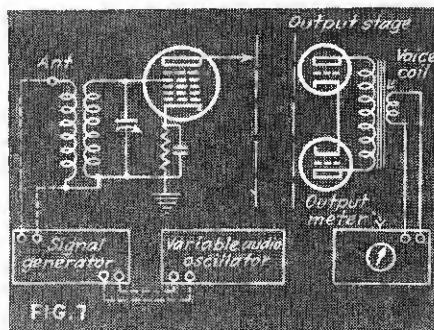 Output stage
Ant
Voice
coil
Output
meter
Signal
generator
Variable audio
oscillator
FIG. 7